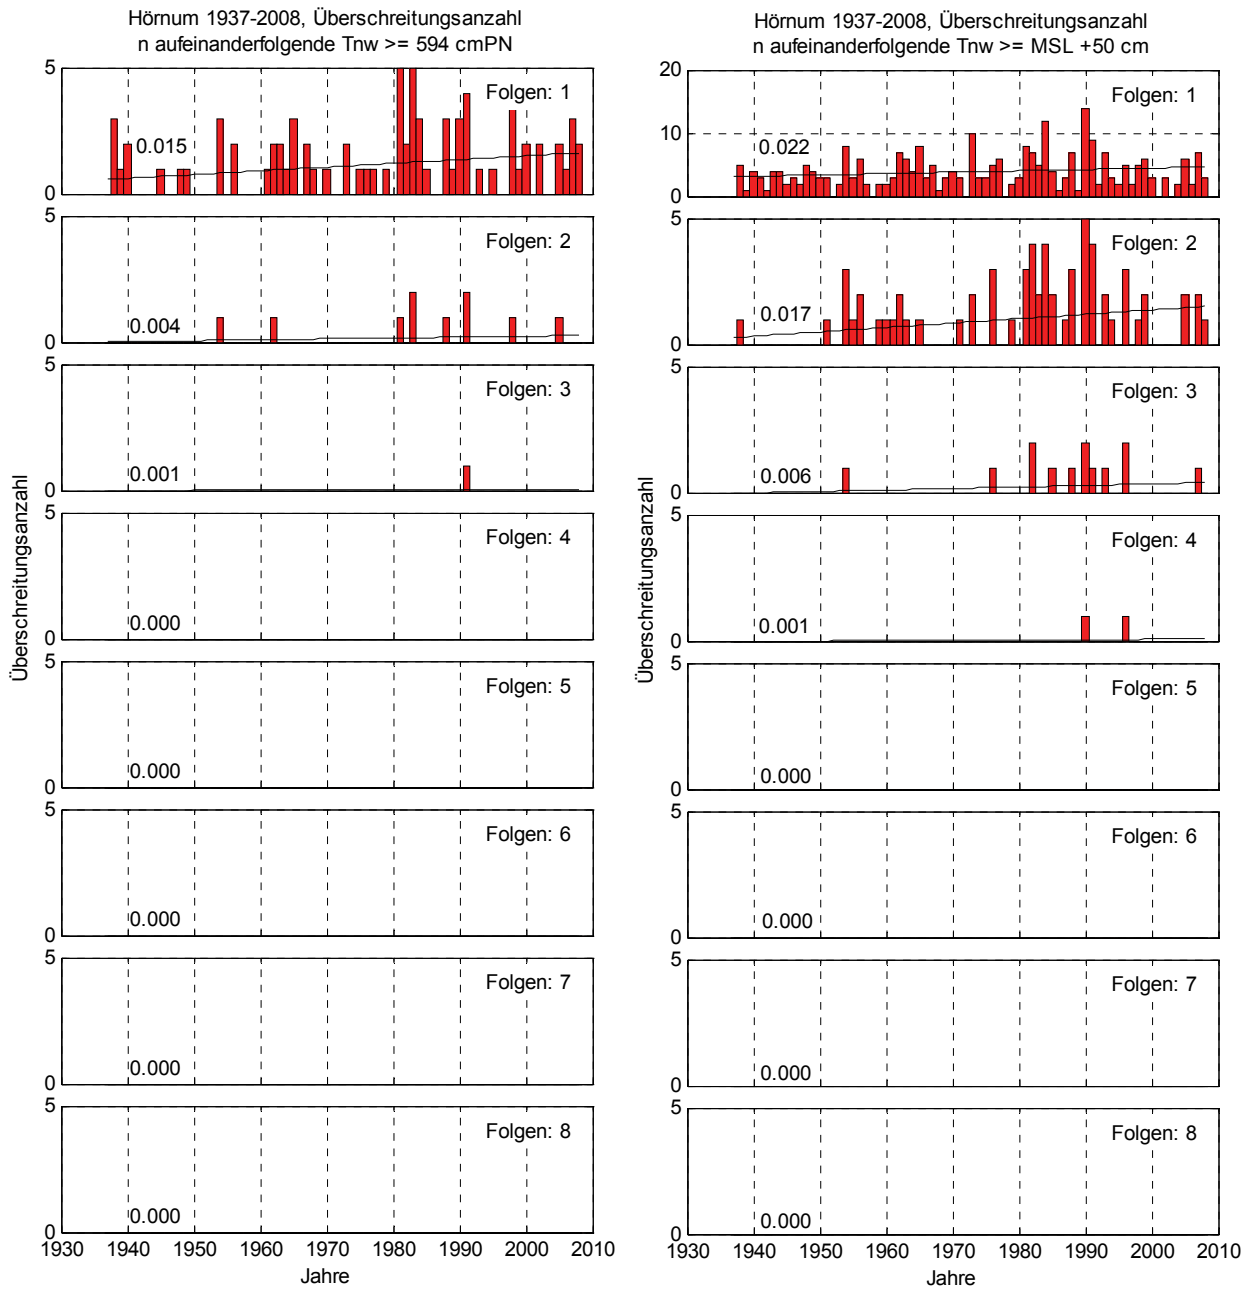 Hörnum 1937-2008, Überschreitungsanzahl
n aufeinanderfolgende Tnw >= 594 cmPN
5
0
Folgen: 1
0.015
5
0
Folgen: 2
0.004
5
0
Folgen: 3
0.001
5
0
Folgen: 4
0.000
5
0
Folgen: 5
0.000
5
0
Folgen: 6
0.000
5
0
Folgen: 7
0.000
5
0
Folgen: 8
0.000
Überschreitungsanzahl
1930 1940 1950 1960 1970 1980 1990 2000 2010
Jahre
Hörnum 1937-2008, Überschreitungsanzahl
n aufeinanderfolgende Tnw >= MSL +50 cm
20
10
0
Folgen: 1
0.022
5
0
Folgen: 2
0.017
5
0
Folgen: 3
0.006
5
0
Folgen: 4
0.001
5
0
Folgen: 5
0.000
5
0
Folgen: 6
0.000
5
0
Folgen: 7
0.000
5
0
Folgen: 8
0.000
Überschreitungsanzahl
1930 1940 1950 1960 1970 1980 1990 2000 2010
Jahre